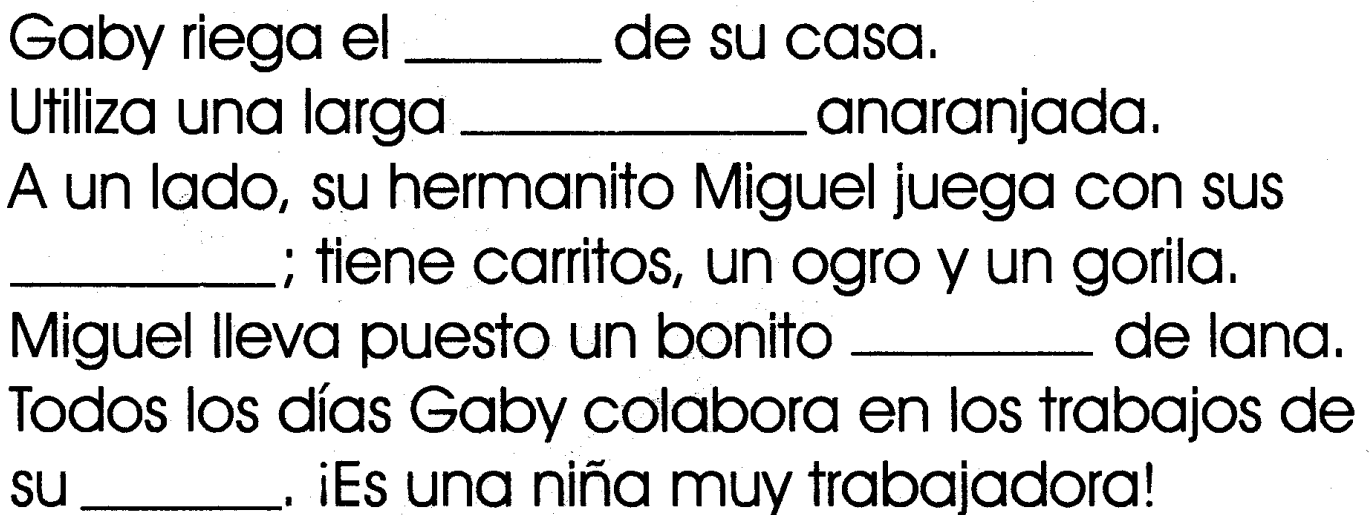 Gaby riega el _______ de su casa.
Utiliza una larga ____________ anaranjada.
A un lado, su hermanito Miguel juega con sus
_________; tiene carritos, un ogro y un gorila.
Miguel lleva puesto un bonito ________ de lana.
Todos los días Gaby colabora en los trabajos de
su _______. ¡Es una niña muy trabajadora!